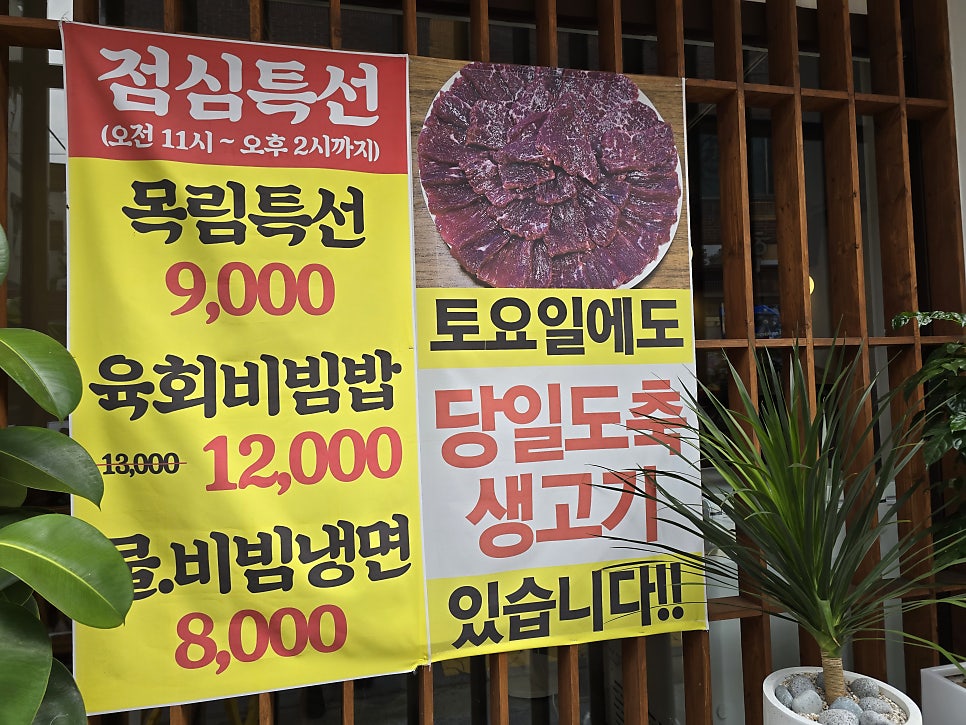 점심특선
(오전 11시 ~ 오후 2시까지)
목림특선
9,000
육회비빔밥
13,000 12,000
물.비빔냉면
8,000
토요일에도
당일도축
생고기
있습니다!!